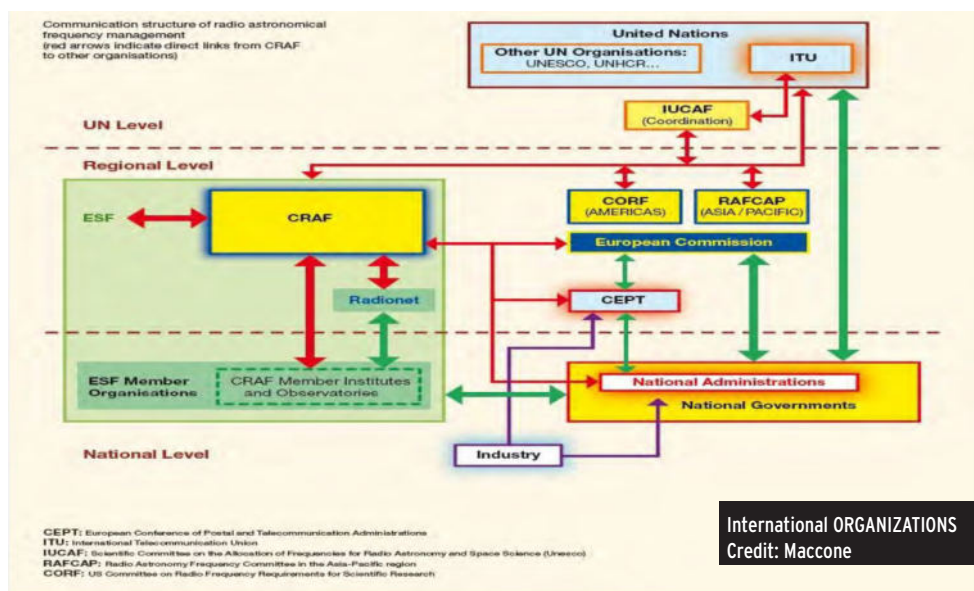 Communication structure of radio astronomical
frequency management
(red arrows indicate direct links from CRAF
to other organisations)
United Nations
Other UN Organisations:
UNESCO, UNHCR...
ITU
IUCAF
(Coordination)
UN Level
Regional Level
ESF
CRAF
CORF
(AMERICAS)
RAFCAP
(ASIA / PACIFIC)
European Commission
Radionet
CEPT
ESF Member
Organisations
CRAF Member Institutes
and Observatories
National Administrations
National Governments
National Level
Industry
CEPT: European Conference of Postal and Telecommunication Administrations
ITU: International Telecommunication Union
IUCAF: Scientific Committee on the Allocation of Frequencies for Radio Astronomy and Space Science (Unesco)
RAFCAP: Radio Astronomy Frequency Committee in the Asia-Pacific region
CORF: US Committee on Radio Frequency Requirements for Scientific Research
International ORGANIZATIONS
Credit: Maccone